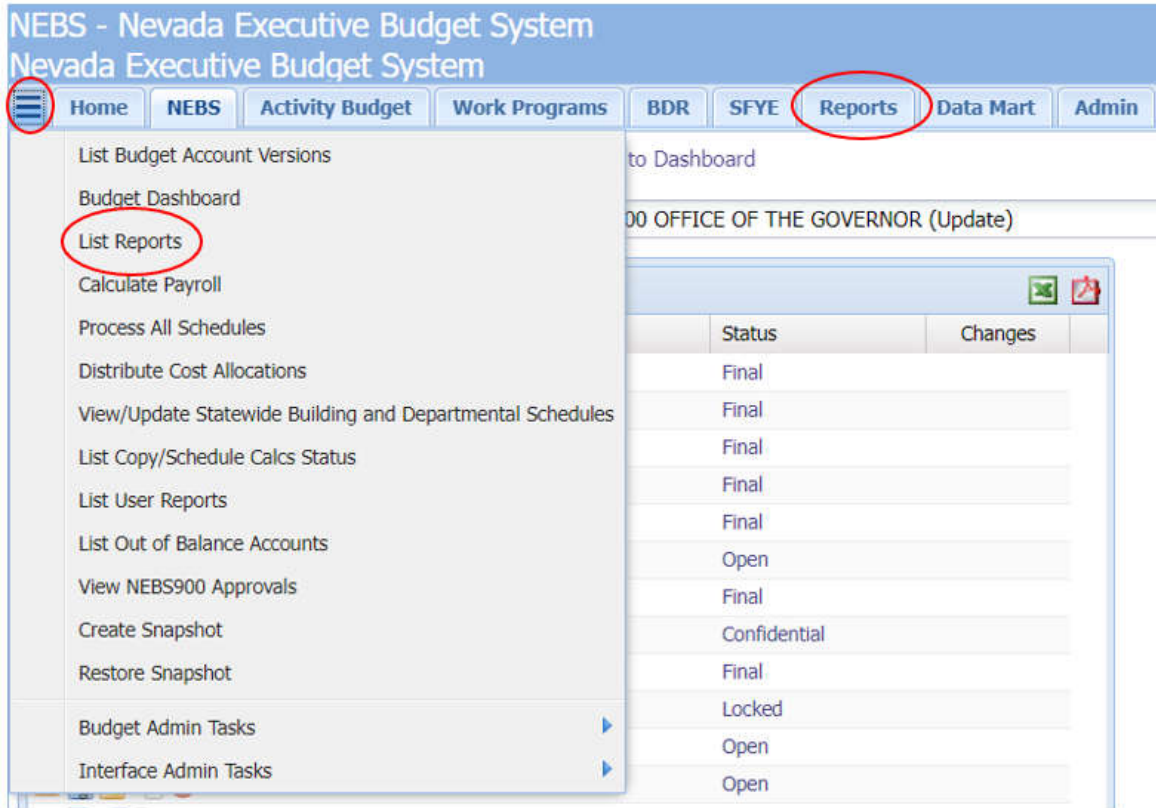 NEBS - Nevada Executive Budget System
Nevada Executive Budget System
Home NEBS Activity Budget Work Programs BDR SFYE Reports Data Mart Admin
List Budget Account Versions
Budget Dashboard
List Reports
Calculate Payroll
Process All Schedules
Distribute Cost Allocations
View/Update Statewide Building and Departmental Schedules
List Copy/Schedule Calcs Status
List User Reports
List Out of Balance Accounts
View NEBS900 Approvals
Create Snapshot
Restore Snapshot
Budget Admin Tasks
Interface Admin Tasks
to Dashboard
00 OFFICE OF THE GOVERNOR (Update)
Status Changes
Final
Final
Final
Final
Final
Open
Final
Confidential
Final
Locked
Open
Open